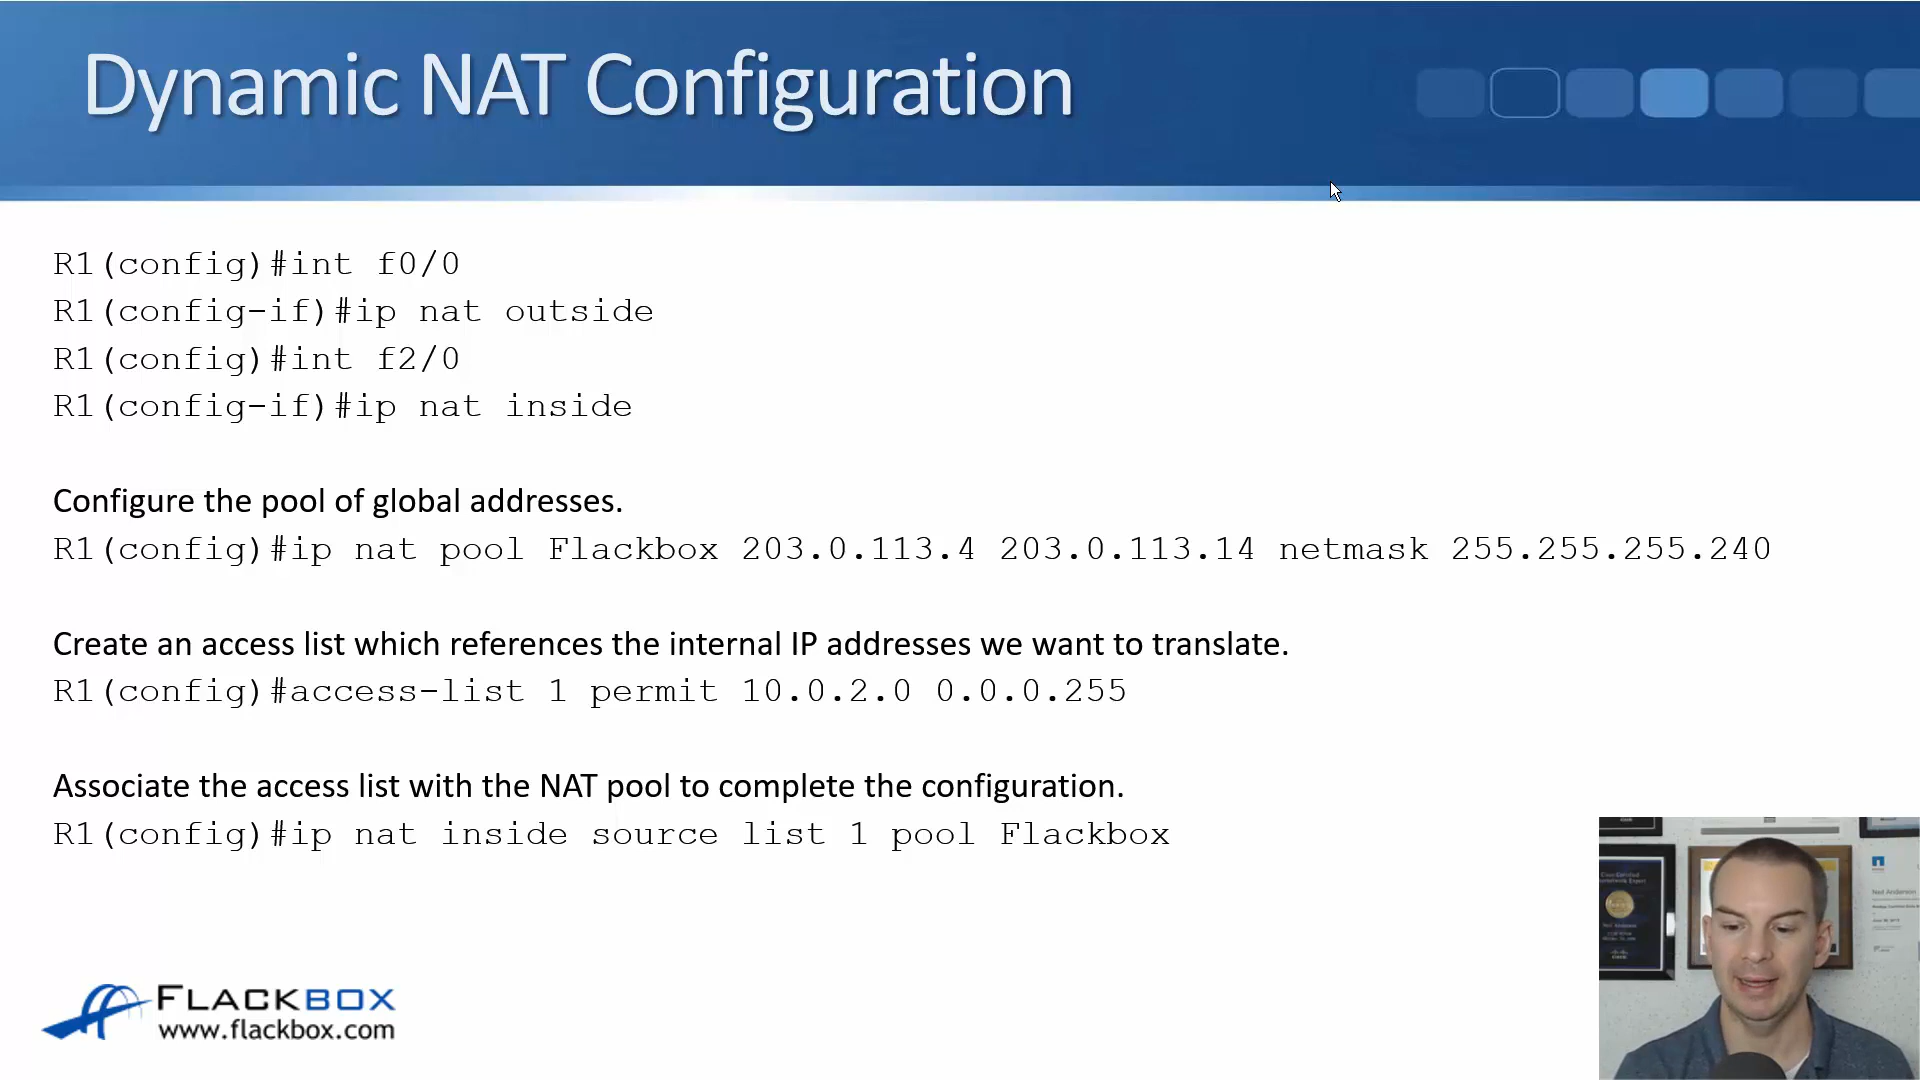 Dynamic NAT Configuration
R1(config)#int f0/0
R1(config-if)#ip nat outside
R1(config)#int f2/0
R1(config-if)#ip nat inside
Configure the pool of global addresses.
R1(config)#ip nat pool Flackbox 203.0.113.4 203.0.113.14 netmask 255.255.255.240
Create an access list which references the internal IP addresses we want to translate.
R1(config)#access-list 1 permit 10.0.2.0 0.0.0.255
Associate the access list with the NAT pool to complete the configuration.
R1(config)#ip nat inside source list 1 pool Flackbox
FLACKBOX
www.flackbox.com
Neil Anderson